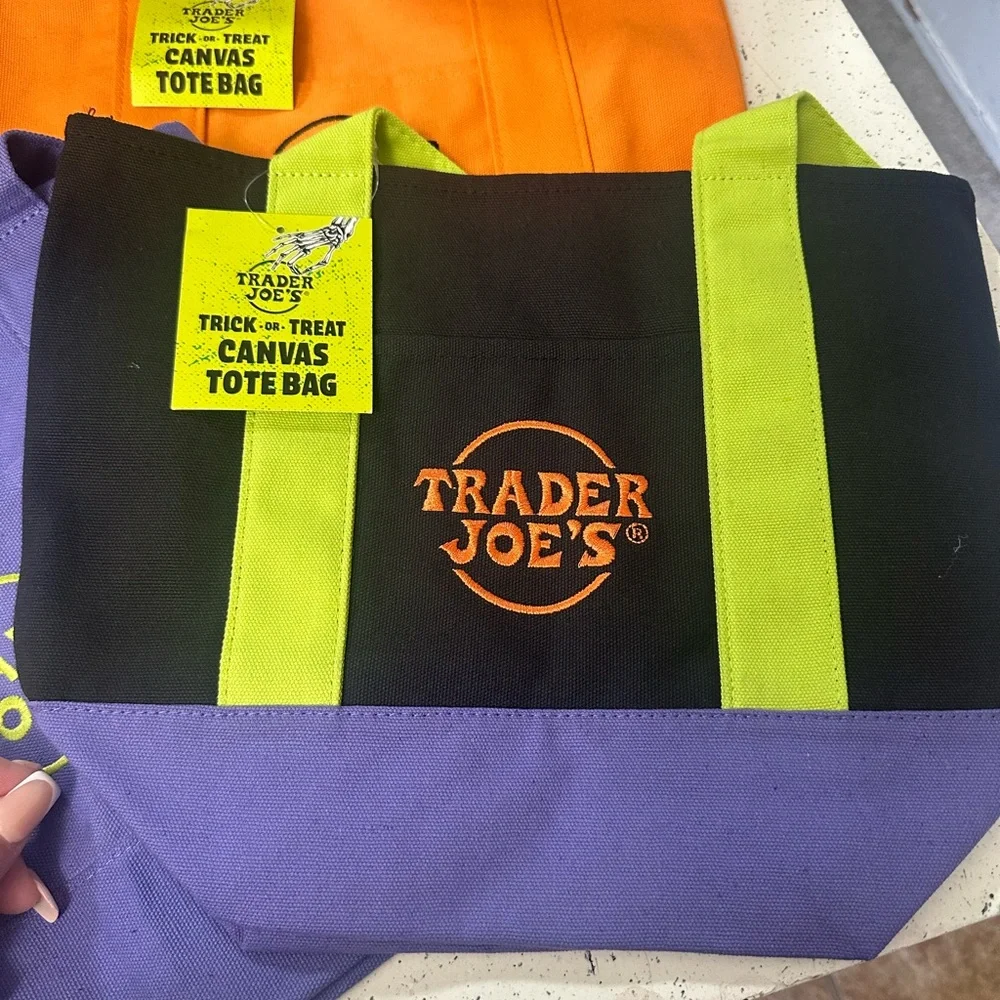 TRADER
JOE'S
TRICK-OR-TREAT
CANVAS
TOTE BAG
TRADER
JOE'S®
TRICK-OR-TREAT
CANVAS
TOTE BAG
TRADER
JOE'S®